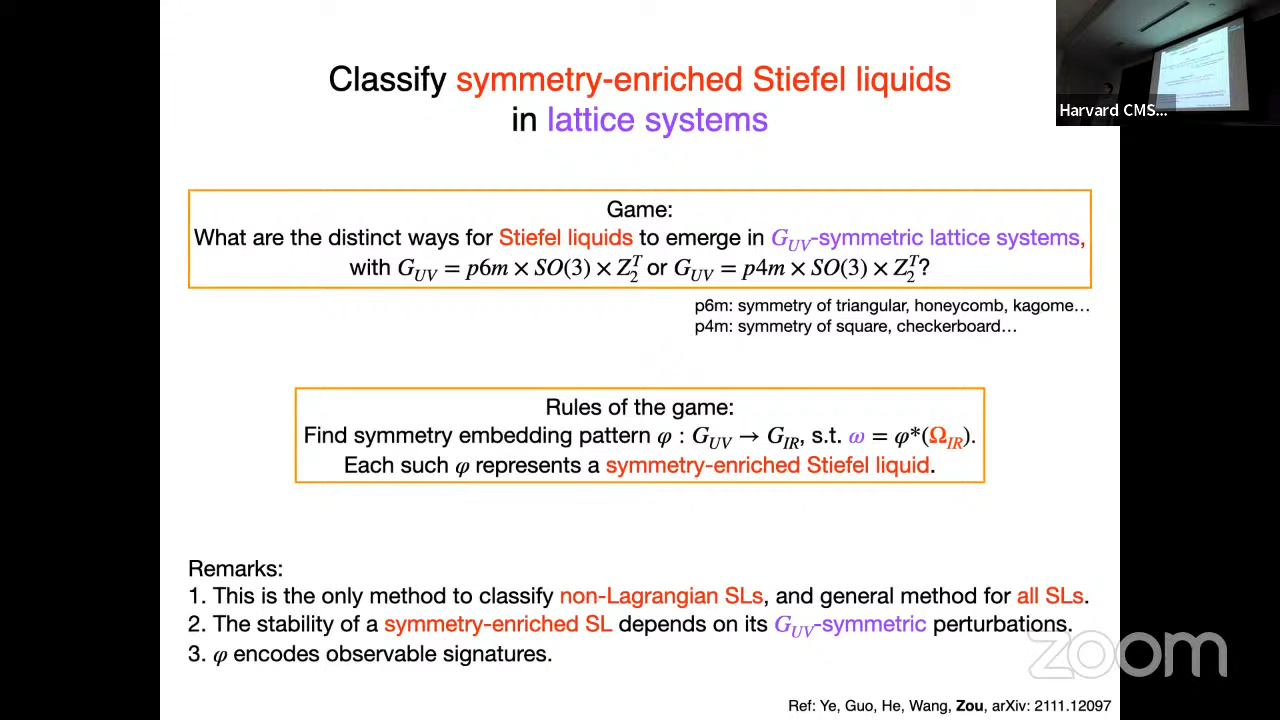 Classify symmetry-enriched Stiefel liquids
in lattice systems
Harvard CMS...
Game:
What are the distinct ways for Stiefel liquids to emerge in G_UV-symmetric lattice systems,
with G_UV = p6m × SO(3) × Z_2^T or G_UV = p4m × SO(3) × Z_2^T?
p6m: symmetry of triangular, honeycomb, kagome…
p4m: symmetry of square, checkerboard…
Rules of the game:
Find symmetry embedding pattern φ : G_UV → G_IR, s.t. ω = φ*(Ω_IR).
Each such φ represents a symmetry-enriched Stiefel liquid.
Remarks:
1. This is the only method to classify non-Lagrangian SLs, and general method for all SLs.
2. The stability of a symmetry-enriched SL depends on its G_UV-symmetric perturbations.
3. φ encodes observable signatures.
zoom
Ref: Ye, Guo, He, Wang, Zou, arXiv: 2111.12097